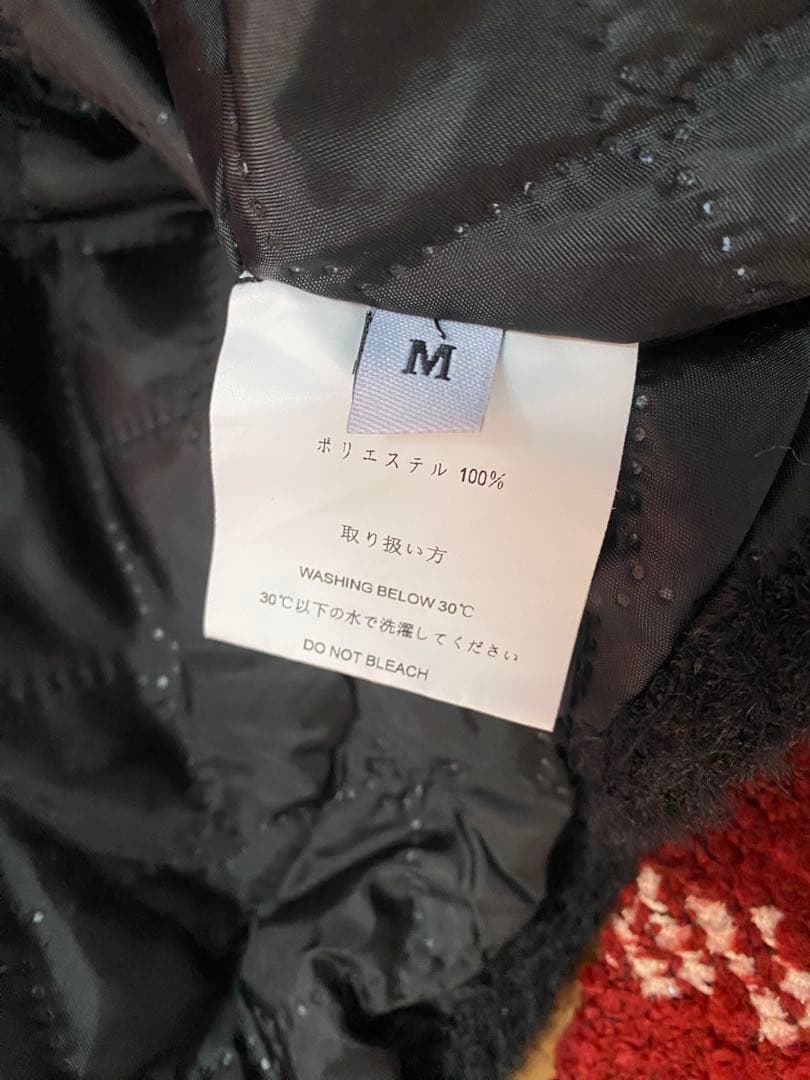 M
ポリエステル 100%
取り扱い方
WASHING BELOW 30℃
30℃以下の水で洗濯してください
DO NOT BLEACH